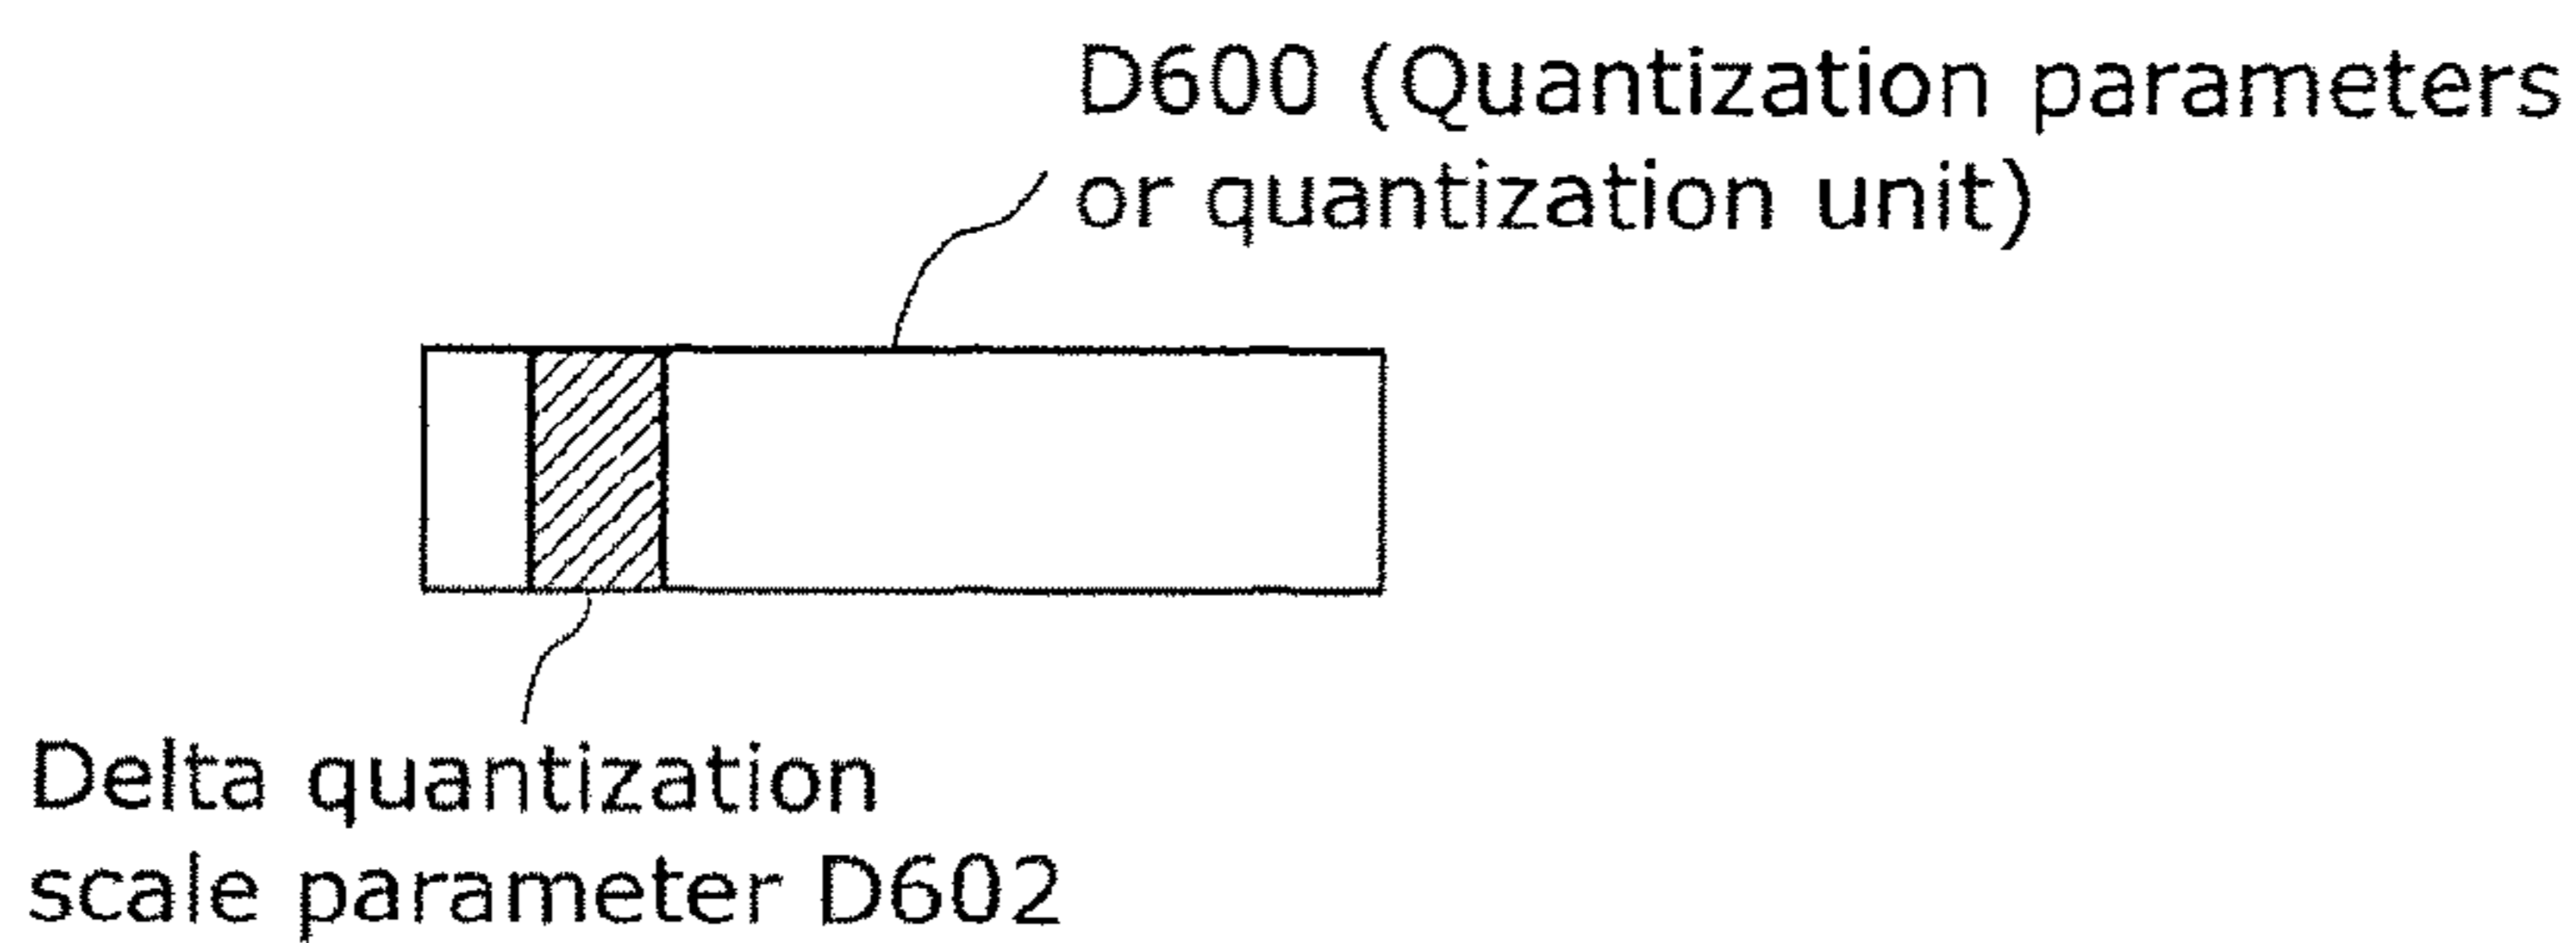 D600 (Quantization parameters
or quantization unit)
Delta quantization
scale parameter D602